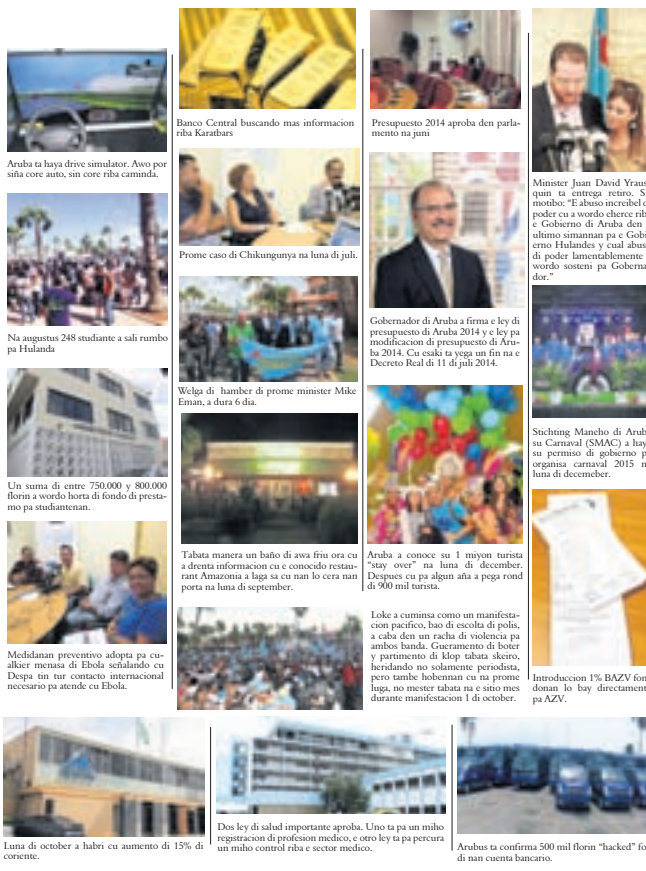 Aruba ta haya drive simulator. Awo por
siña core auto, sin core riba caminda.
Na augustus 248 studiante a sali rumbo
pa Hulanda
Un suma di entre 750.000 y 800.000
florin a wordo horta di fondo di presta-
mo pa studiantenan.
Medidanan preventivo adopta pa cu-
alkier menasa di Ebola señalando cu
Despa tin tur contacto internacional
necesario pa atende cu Ebola.
Banco Central buscando mas informacion
riba Karatbars
Prome caso di Chikungunya na luna di juli.
Welga di hamber di prome minister Mike
Eman, a dura 6 dia.
Tabata manera un baño di awa friu ora cu
a drenta informacion cu e conocido restau-
rant Amazonia a laga sa cu nan lo cera nan
porta na luna di september.
Presupuesto 2014 aproba den parla-
mento na juni
Gobernador di Aruba a firma e ley di
presupuesto di Aruba 2014 y e ley pa
modificacion di presupuesto di Aru-
ba 2014. Cu esaki ta yega un fin na e
Decreto Real di 11 di juli 2014.
Aruba a conoce su 1 miyon turista
"stay over" na luna di december.
Despues cu pa algun aña a pega rond
di 900 mil turista.
Loke a cuminsa como un manifesta-
cion pacifico, bao di escolta di polis,
a caba den un racha di violencia pa
ambos banda. Gueramento di boter
y partimento di klop tabata skeiro,
heridando no solamente periodista,
pero tambe hobennan cu na prome
luga, no mester tabata na e sitio mes
durante manifestacion 1 di october.
Minister Juan David Yraus
quin ta entrega retiro. S
motibo: "E abuso increibel d
poder cu a wordo eherce rib
e Gobierno di Aruba den
ultimo simannan pa e Gobi
erno Hulandes y cual abus
di poder lamentablemente
wordo sosteni pa Goberna
dor."
Stichting Maneho di Arub
su Carnaval (SMAC) a hay
su permiso di gobierno p
organisa carnaval 2015 n
luna di decemeber.
Introduccion 1% BAZV fon
donan lo bay directament
pa AZV.
Luna di october a habri cu aumento di 15% di
coriente.
Dos ley di salud importante aproba. Uno ta pa un miho
registracion di profesion medico, e otro ley ta pa percura
un miho control riba e sector medico.
Arubus ta confirma 500 mil florin "hacked" fo
di nan cuenta bancario.